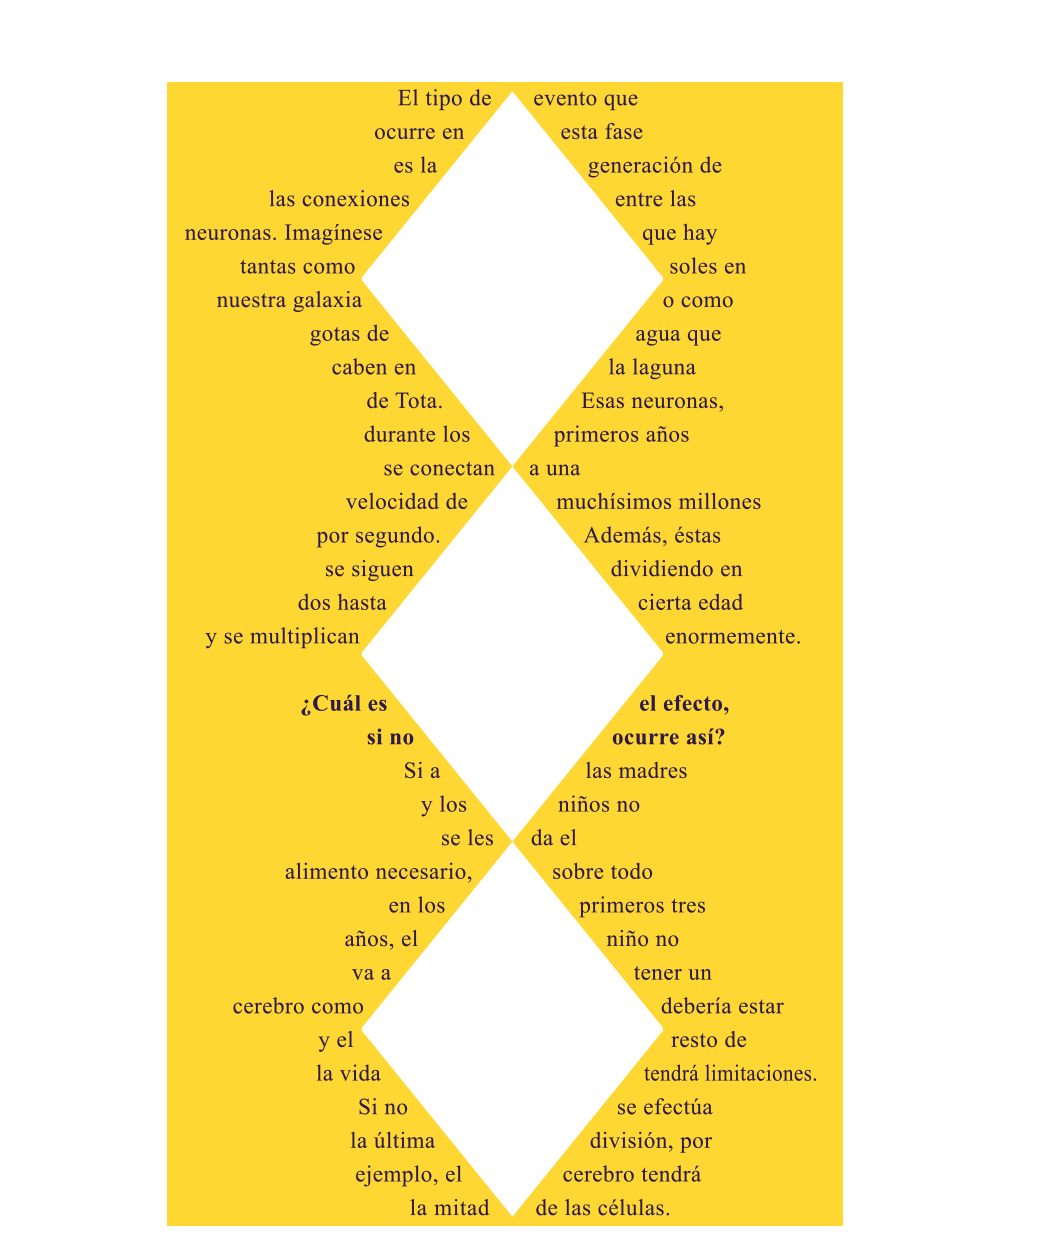 El tipo de evento que
ocurre en esta fase
es la generación de
las conexiones entre las
neuronas. Imagínese que hay
tantas como soles en
nuestra galaxia o como
gotas de agua que
caben en la laguna
de Tota. Esas neuronas,
durante los primeros años
se conectan a una
velocidad de muchísimos millones
por segundo. Además, éstas
se siguen dividiendo en
dos hasta cierta edad
y se multiplican enormemente.
¿Cuál es el efecto,
si no ocurre así?
Si a las madres
y los niños no
se les da el
alimento necesario, sobre todo
en los primeros tres
años, el niño no
va a tener un
cerebro como debería estar
y el resto de
la vida tendrá limitaciones.
Si no se efectúa
la última división, por
ejemplo, el cerebro tendrá
la mitad de las células.